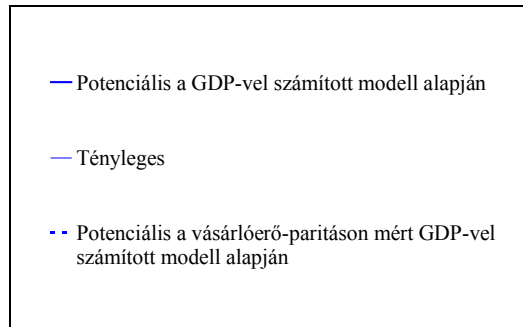 Potenciális a GDP-vel számított modell alapján
Tényleges
Potenciális a vásárlóerő-paritáson mért GDP-vel
számított modell alapján